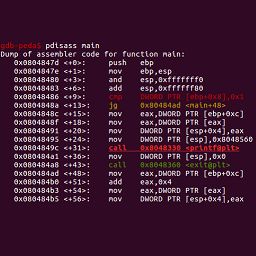 gdb-peda$ pdisass main
Dump of assembler code for function main:
0x0804847d <+0>: push ebp
0x0804847e <+1>: mov ebp,esp
0x08048480 <+3>: and esp,0xfffffff0
0x08048483 <+6>: add esp,0xffffff80
0x08048486 <+9>: cmp DWORD PTR [ebp+0x8],0x1
0x0804848a <+13>: jg 0x80484ad <main+48>
0x0804848c <+15>: mov eax,DWORD PTR [ebp+0xc]
0x0804848f <+18>: mov eax,DWORD PTR [eax]
0x08048491 <+20>: mov DWORD PTR [esp+0x4],eax
0x08048495 <+24>: mov DWORD PTR [esp],0x8048560
0x0804849c <+31>: call 0x8048330 <printf@plt>
0x080484a1 <+36>: mov DWORD PTR [esp],0x0
0x080484a8 <+43>: call 0x8048360 <exit@plt>
0x080484ad <+48>: mov eax,DWORD PTR [ebp+0xc]
0x080484b0 <+51>: add eax,0x4
0x080484b3 <+54>: mov eax,DWORD PTR [eax]
0x080484b5 <+56>: mov DWORD PTR [esp+0x4],eax